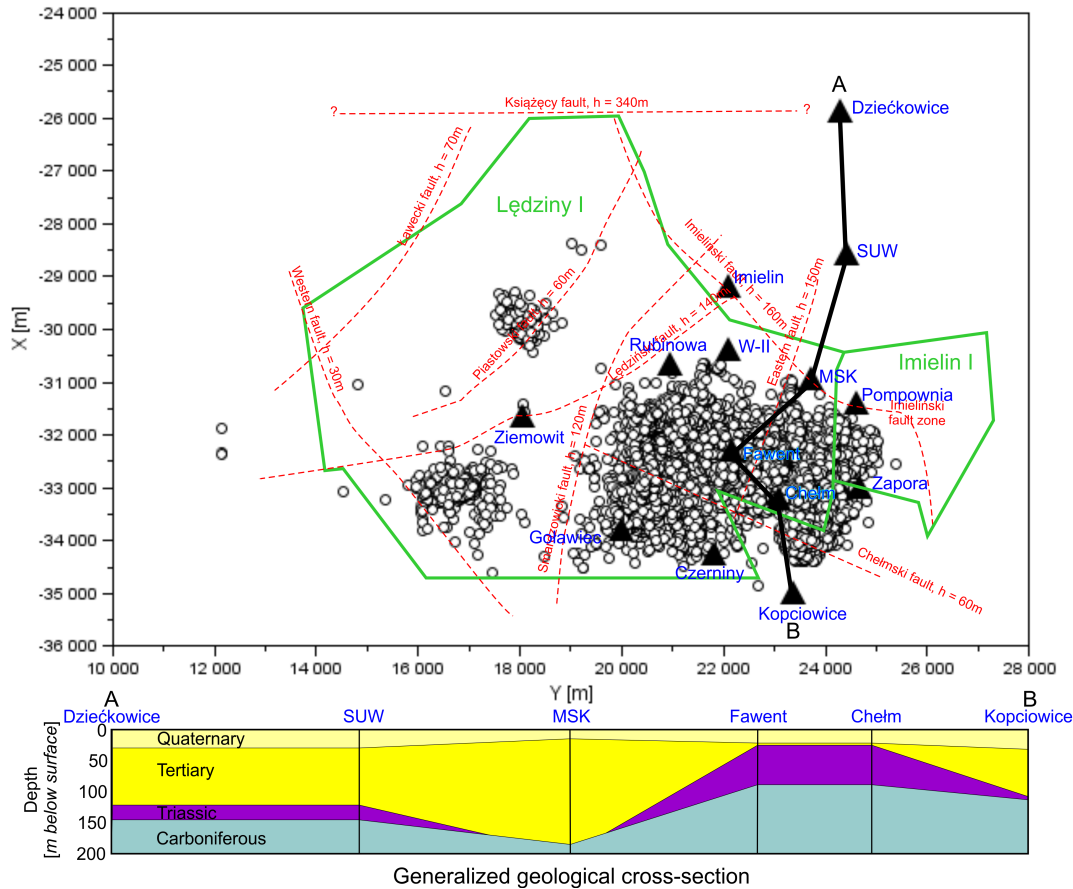 -24 000
-25 000
-26 000
-27 000
-28 000
-29 000
-30 000
-31 000
-32 000
-33 000
-34 000
-35 000
-36 000
X [m]
A
? Książęcy fault, h = 340m ?
Dziećkowice
Ławecki fault, h = 70m
Lędziny I
Imieliński fault, h = 160m
SUW
Western fault, h = 30m
Piastowski fault, h = 60m
Imielin
Eastern fault, h = 150m
Lędziński fault, h = 140m
Rubinowa
W-II
Imielin I
MSK
Pompownia
Imieliński
fault zone
Ziemowit
Smardzowicki fault, h = 120m
Fawent
Chełm
Zapora
Goławiec
Czerniny
Chełmski fault, h = 60m
Kopciowice
B
10 000 12 000 14 000 16 000 18 000 20 000 22 000 24 000 26 000 28 000
Y [m]
A B
Dziećkowice SUW MSK Fawent Chełm Kopciowice
0
50
100
150
200
Depth
[m below surface]
Quaternary
Tertiary
Triassic
Carboniferous
Generalized geological cross-section